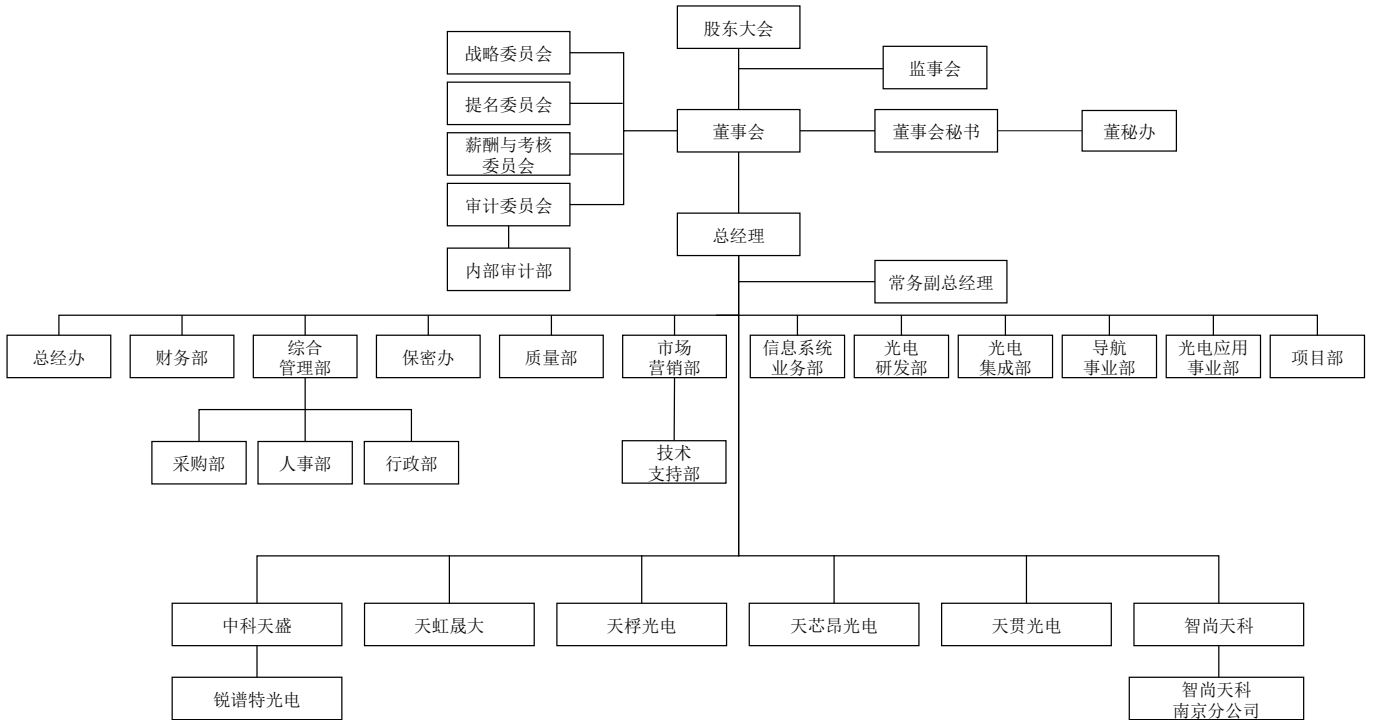 股东大会
战略委员会
监事会
提名委员会
董事会
董事会秘书
董秘办
薪酬与考核
委员会
审计委员会
总经理
内部审计部
常务副总经理
总经办
财务部
综合
管理部
保密办
质量部
市场
营销部
信息系统
业务部
光电
研发部
光电
集成部
导航
事业部
光电应用
事业部
项目部
采购部
人事部
行政部
技术
支持部
中科天盛
天虹晟大
天桴光电
天芯昂光电
天贯光电
智尚天科
锐谱特光电
智尚天科
南京分公司